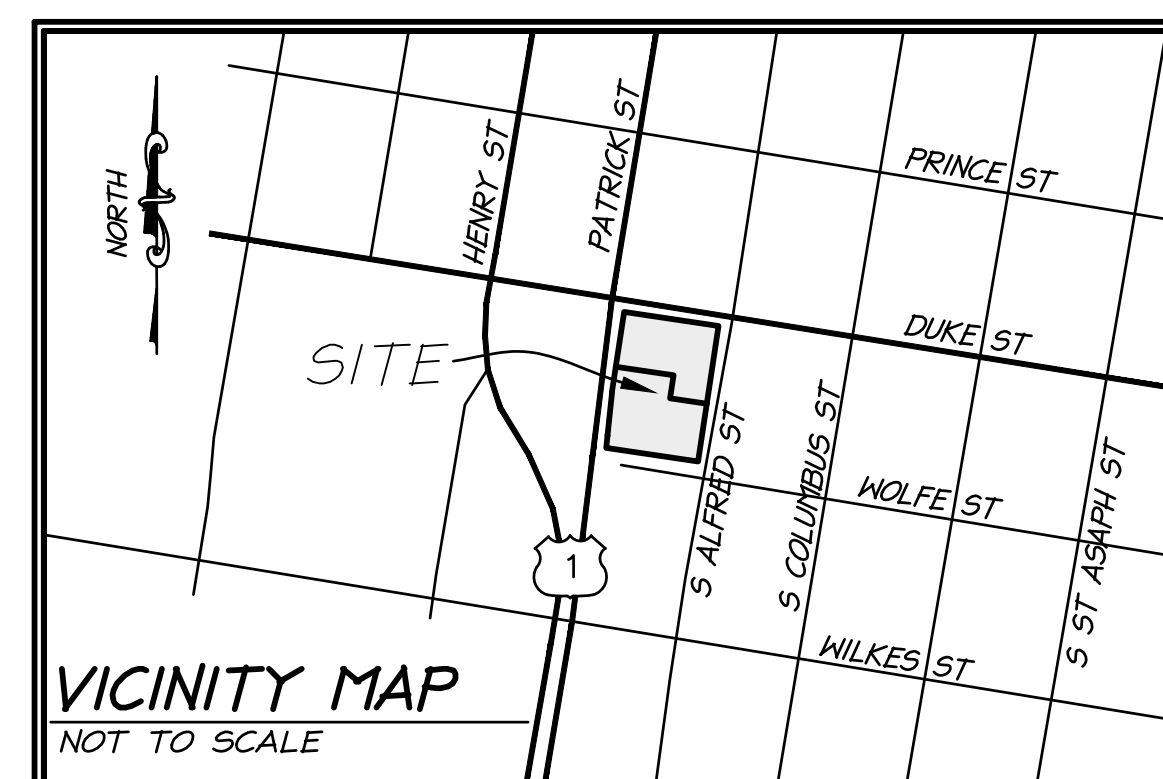 PATRICK ST
HENRY ST
PRINCE ST
NORTH
DUKE ST
SITE
S ALFRED ST
S COLUMBUS ST
WOLFE ST
S ST ASAPH ST
1
WILKES ST
VICINITY MAP
NOT TO SCALE